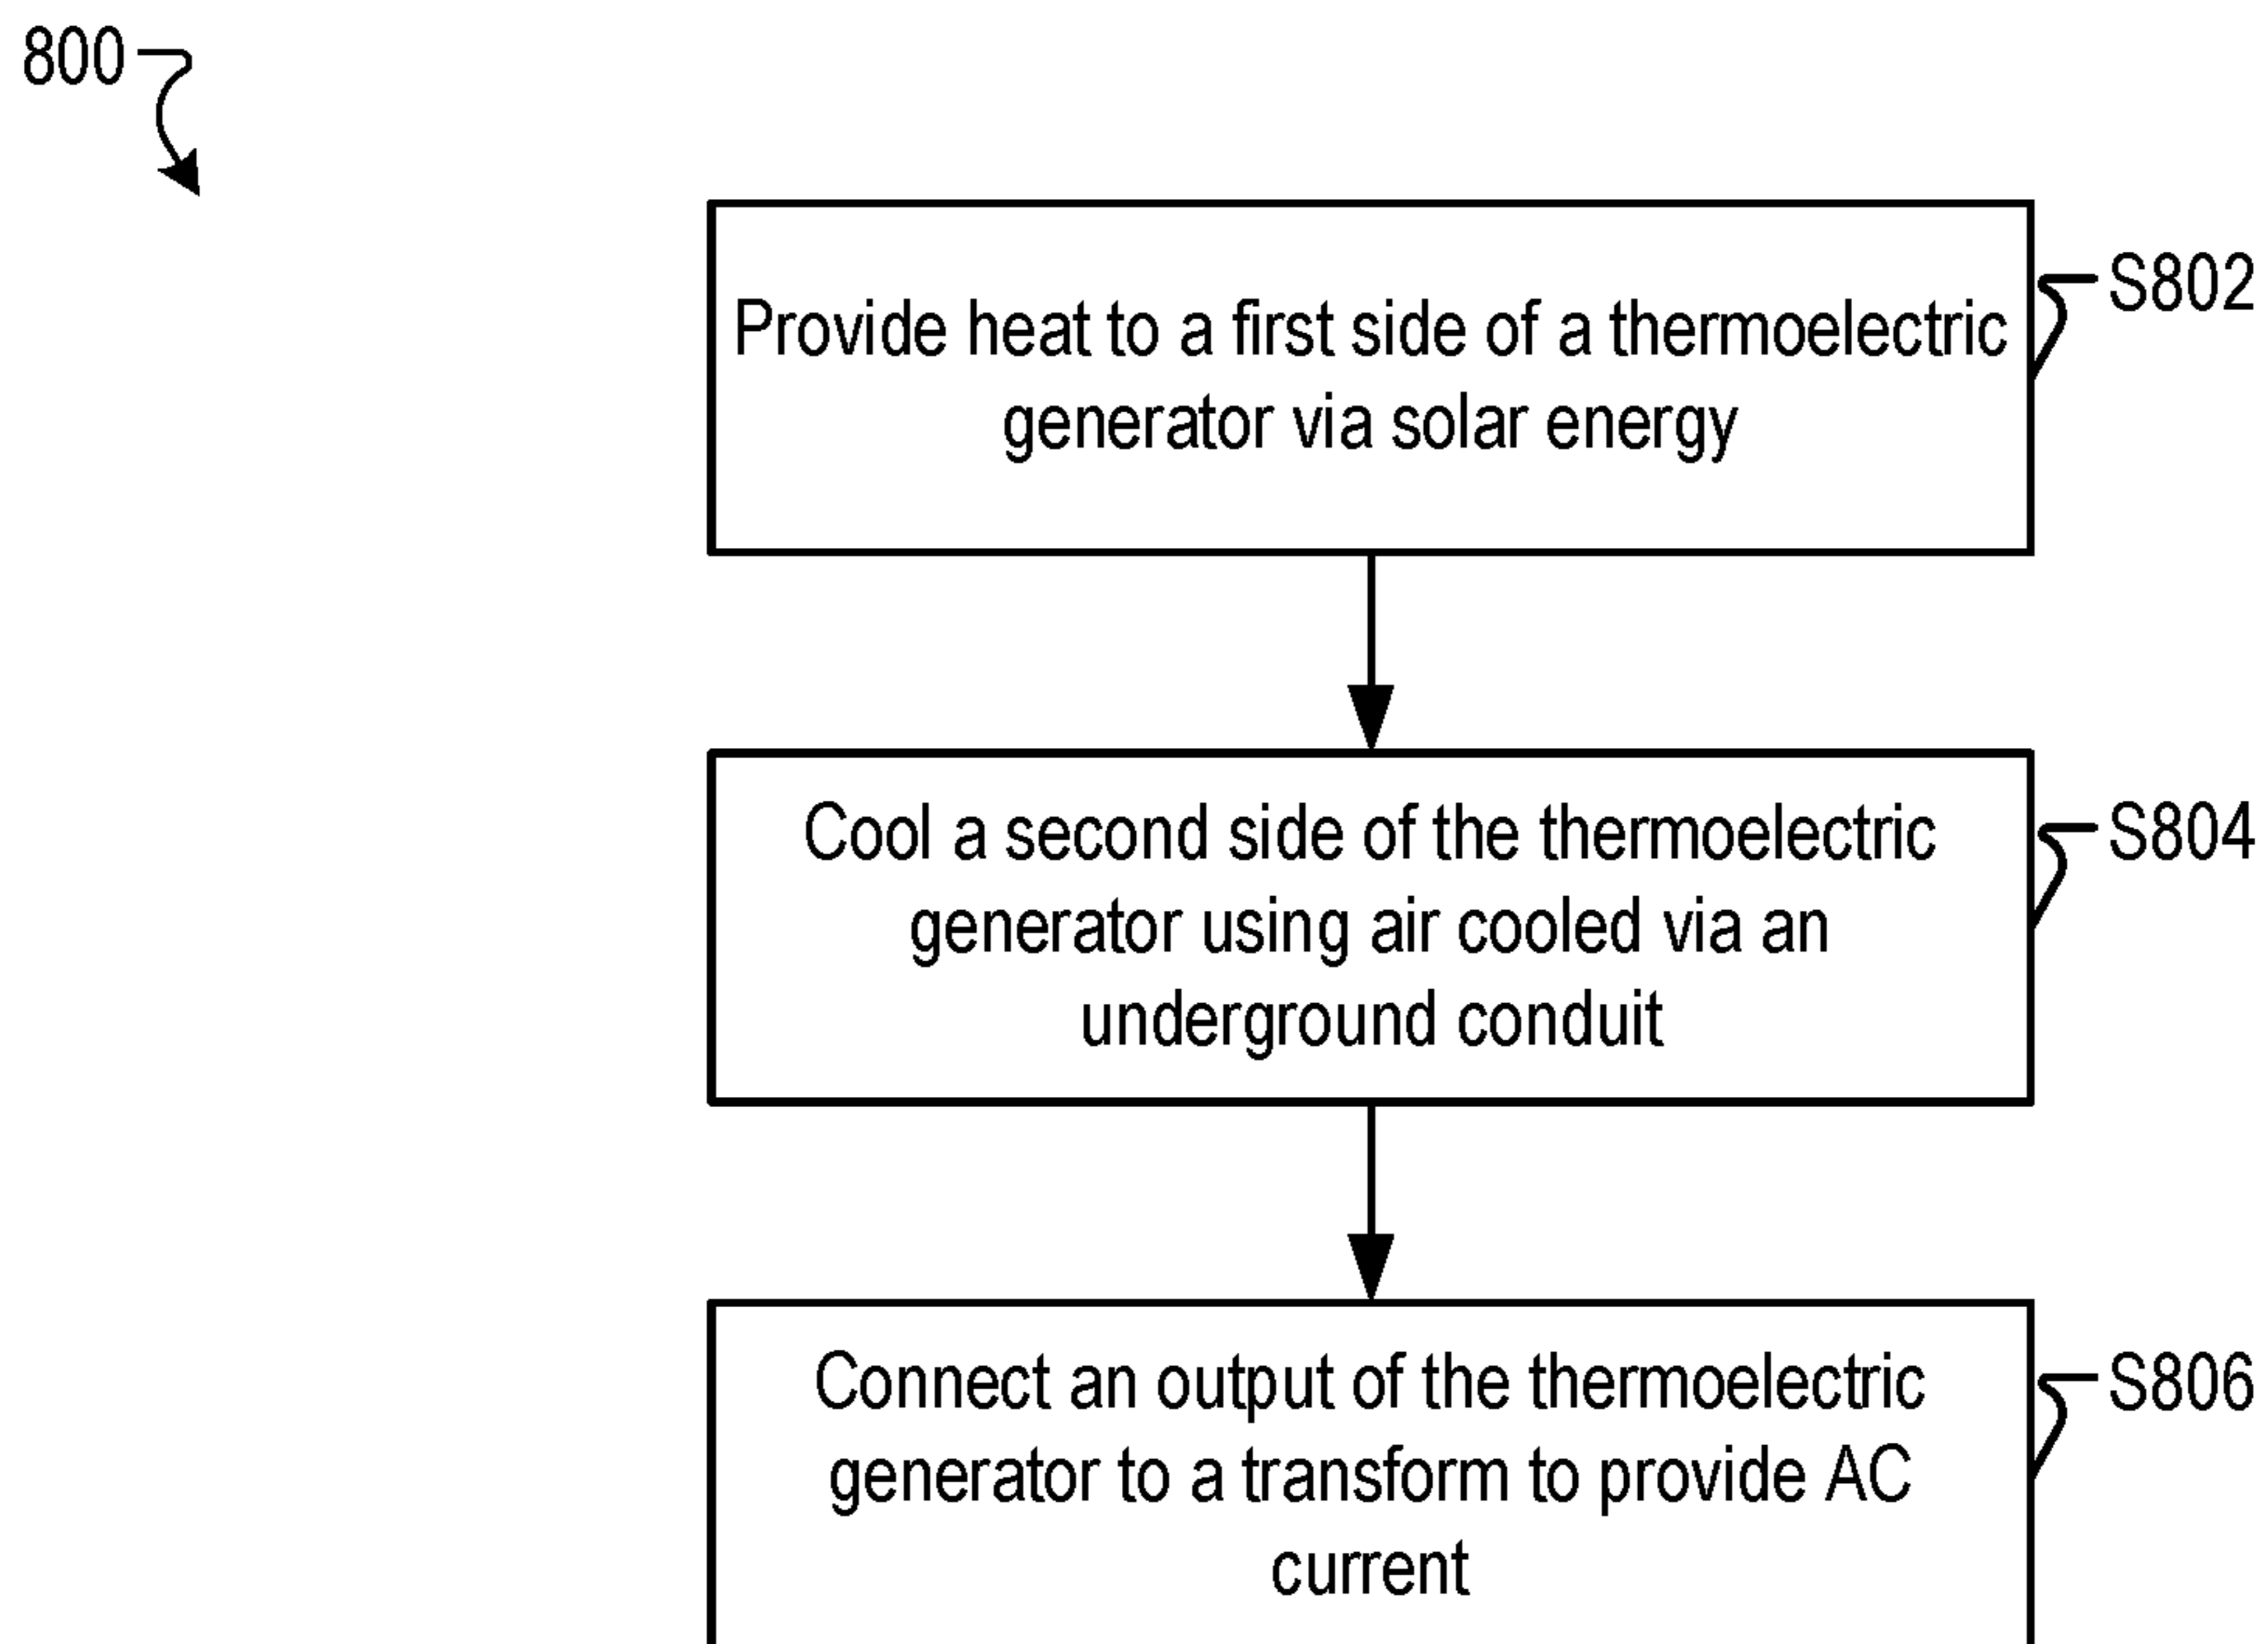 800
Provide heat to a first side of a thermoelectric
generator via solar energy
S802
Cool a second side of the thermoelectric
generator using air cooled via an
underground conduit
S804
Connect an output of the thermoelectric
generator to a transform to provide AC
current
S806